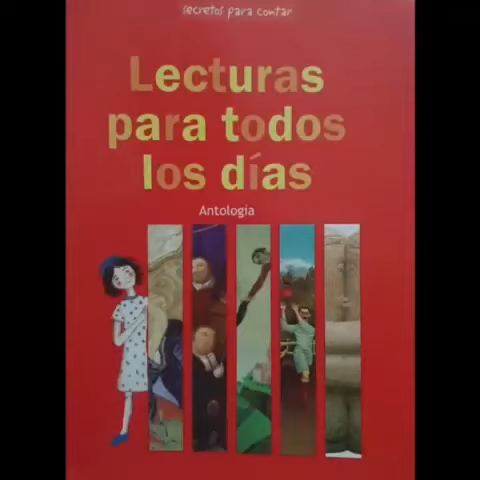 secretos para contar
Lecturas
para todos
los días
Antología